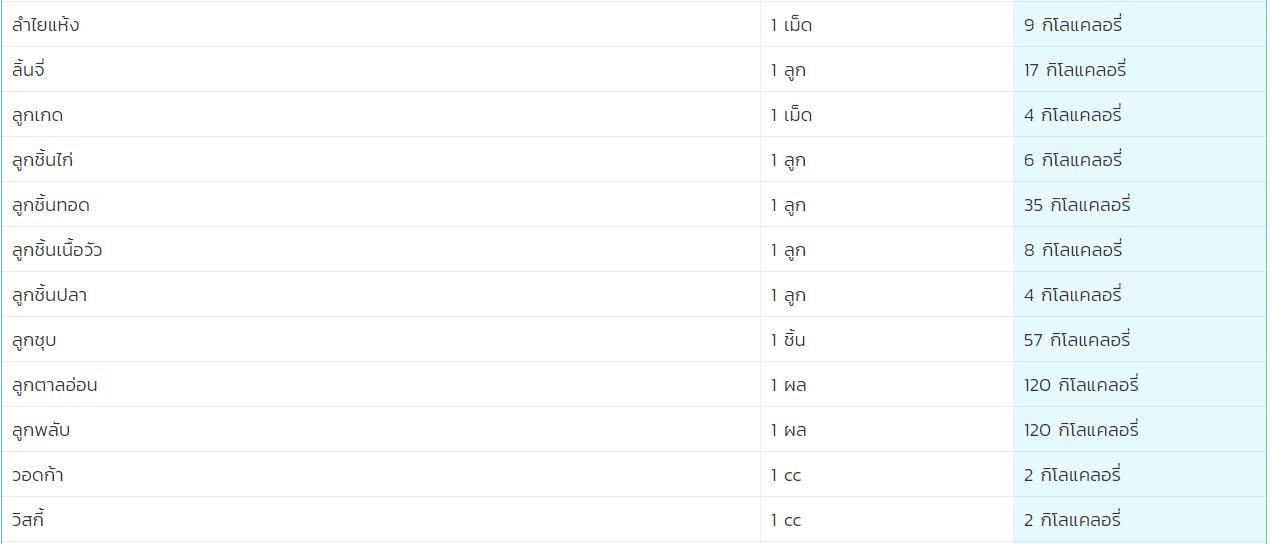 ลำไยแห้ง 1 เม็ด 9 กิโลแคลอรี่
ลิ้นจี่ 1 ลูก 17 กิโลแคลอรี่
ลูกเกด 1 เม็ด 4 กิโลแคลอรี่
ลูกชิ้นไก่ 1 ลูก 6 กิโลแคลอรี่
ลูกชิ้นทอด 1 ลูก 35 กิโลแคลอรี่
ลูกชิ้นเนื้อวัว 1 ลูก 8 กิโลแคลอรี่
ลูกชิ้นปลา 1 ลูก 4 กิโลแคลอรี่
ลูกชุบ 1 ชิ้น 57 กิโลแคลอรี่
ลูกตาลอ่อน 1 ผล 120 กิโลแคลอรี่
ลูกพลับ 1 ผล 120 กิโลแคลอรี่
วอดก้า 1 cc 2 กิโลแคลอรี่
วิสกี้ 1 cc 2 กิโลแคลอรี่